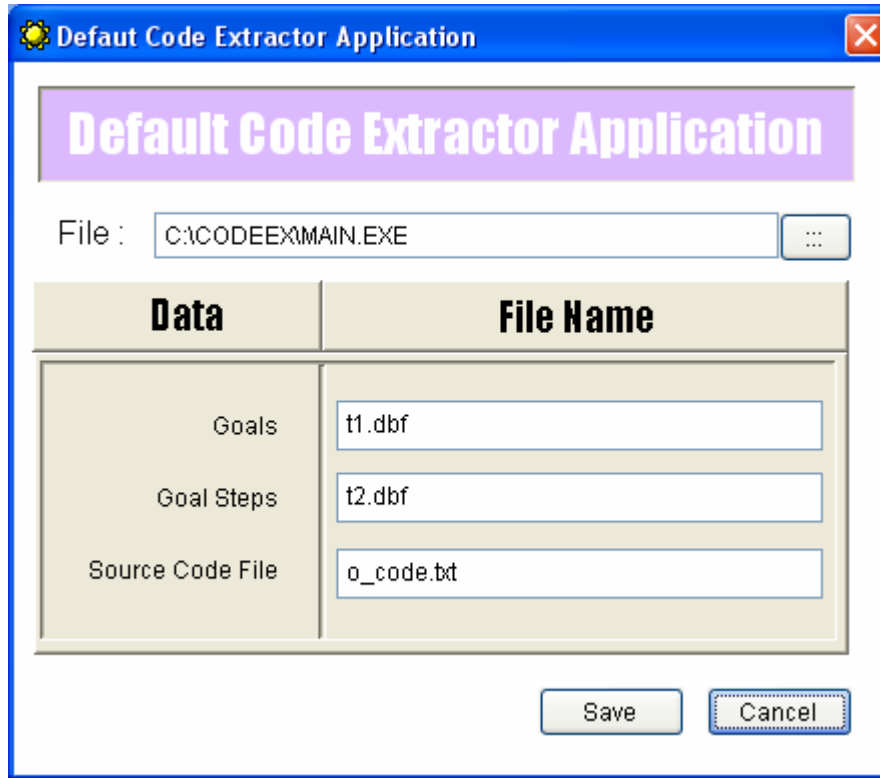 Defaut Code Extractor Application
Default Code Extractor Application
File : C:\CODEEX\MAIN.EXE :::
Data File Name
Goals t1.dbf
Goal Steps t2.dbf
Source Code File o_code.txt
Save Cancel